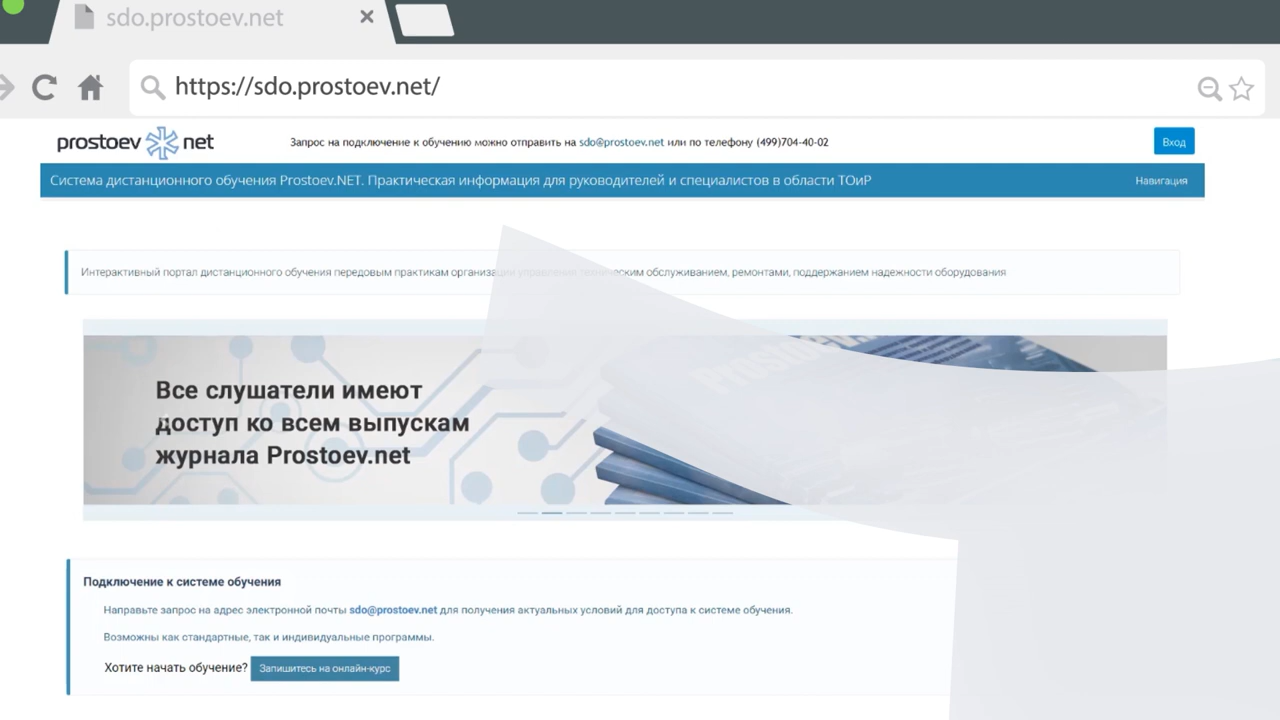 sdo.prostoev.net
https://sdo.prostoev.net/
prostoev net
Запрос на подключение к обучению можно отправить на sdo@prostoev.net или по телефону (499)704-40-02
Вход
Система дистанционного обучения Prostoev.NET. Практическая информация для руководителей и специалистов в области ТОиР
Навигация
Интерактивный портал дистанционного обучения передовым практикам организации управления техническим обслуживанием, ремонтами, поддержанием надежности оборудования
Все слушатели имеют
доступ ко всем выпускам
журнала Prostoev.net
Подключение к системе обучения
Направьте запрос на адрес электронной почты sdo@prostoev.net для получения актуальных условий для доступа к системе обучения.
Возможны как стандартные, так и индивидуальные программы.
Хотите начать обучение? Запишитесь на онлайн-курс